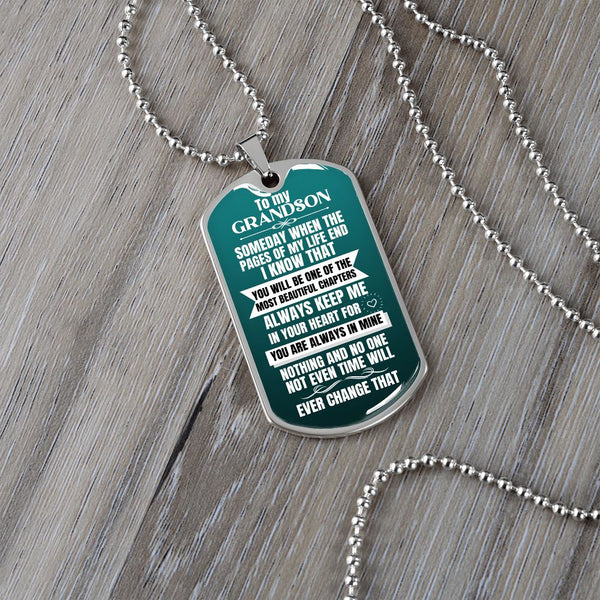 To my
GRANDSON
SOMEDAY WHEN THE
PAGES OF MY LIFE END
I KNOW THAT
YOU WILL BE ONE OF THE
MOST BEAUTIFUL CHAPTERS
ALWAYS KEEP ME
IN YOUR HEART FOR
YOU ARE ALWAYS IN MINE
NOTHING AND NO ONE
NOT EVEN TIME WILL
EVER CHANGE THAT